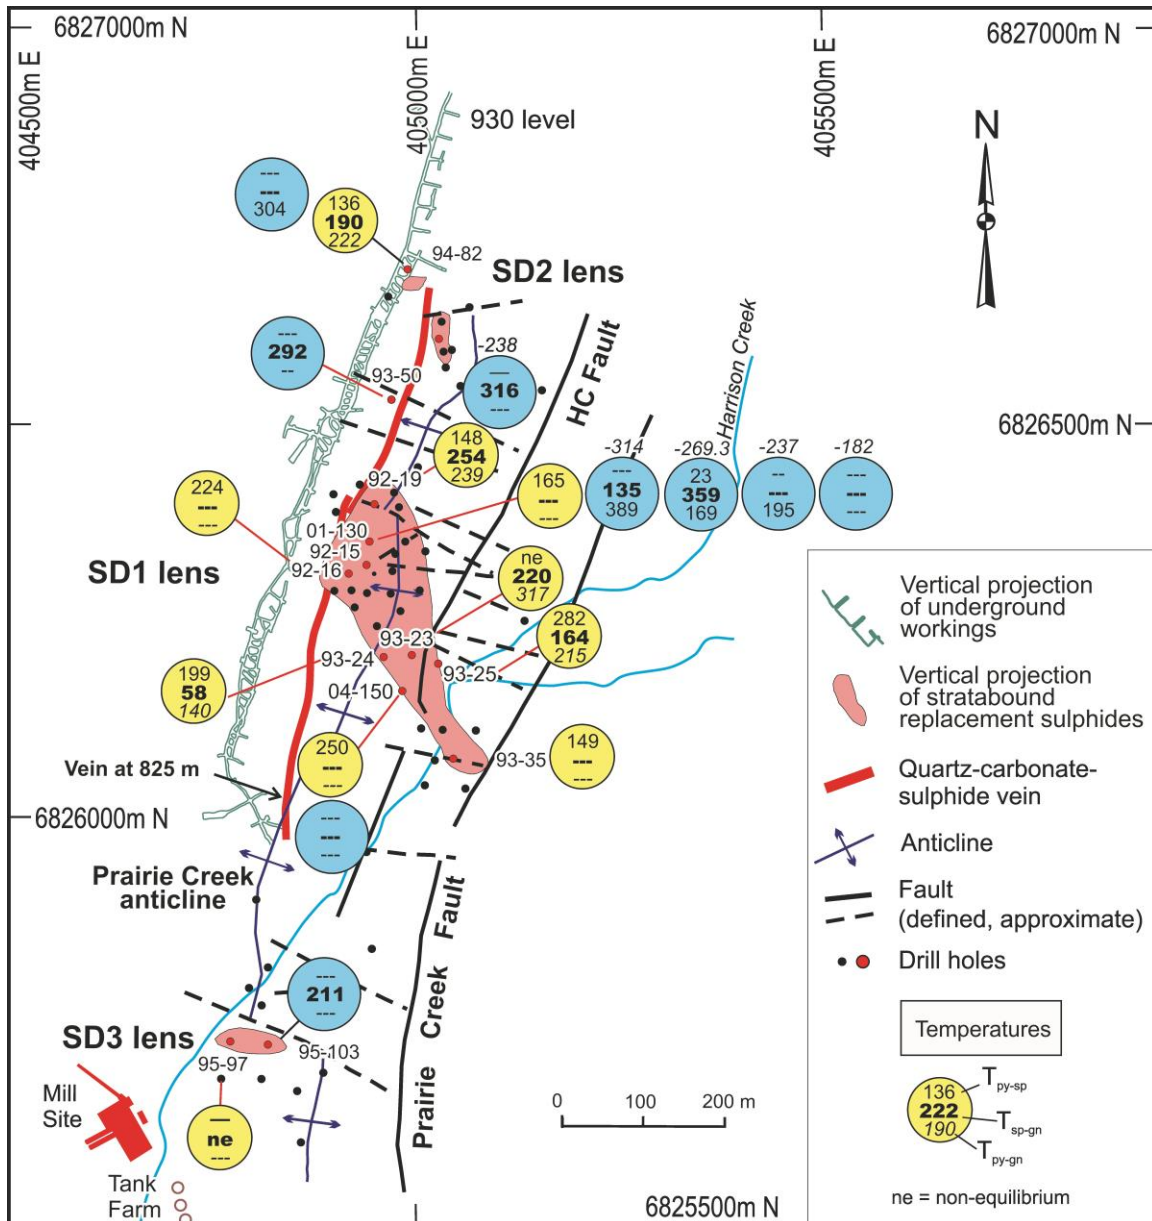 6827000m N
6827000m N
404500m E
405000m E
405500m E
930 level
N
---
---
304
136
190
222
94-82
SD2 lens
HC Fault
Harrison Creek
-238
—
316
---
---
292
--
93-50
6826500m N
148
254
239
92-19
-314
---
135
389
-269.3
23
359
169
-237
--
---
195
-182
---
---
---
165
---
---
224
---
---
01-130
92-15
92-16
SD1 lens
ne
220
317
282
164
215
93-23
93-24
93-25
04-150
199
58
140
250
---
---
93-35
149
---
---
Vein at 825 m
6826000m N
---
---
---
Prairie Creek
anticline
Prairie Creek Fault
---
211
---
SD3 lens
95-103
95-97
—
ne
---
Mill
Site
Tank
Farm
0
100
200 m
6825500m N
Vertical projection
of underground
workings
Vertical projection
of stratabound
replacement sulphides
Quartz-carbonate-
sulphide vein
Anticline
Fault
(defined, approximate)
Drill holes
Temperatures
136
222
190
Tpy-sp
Tsp-gn
Tpy-gn
ne = non-equilibrium